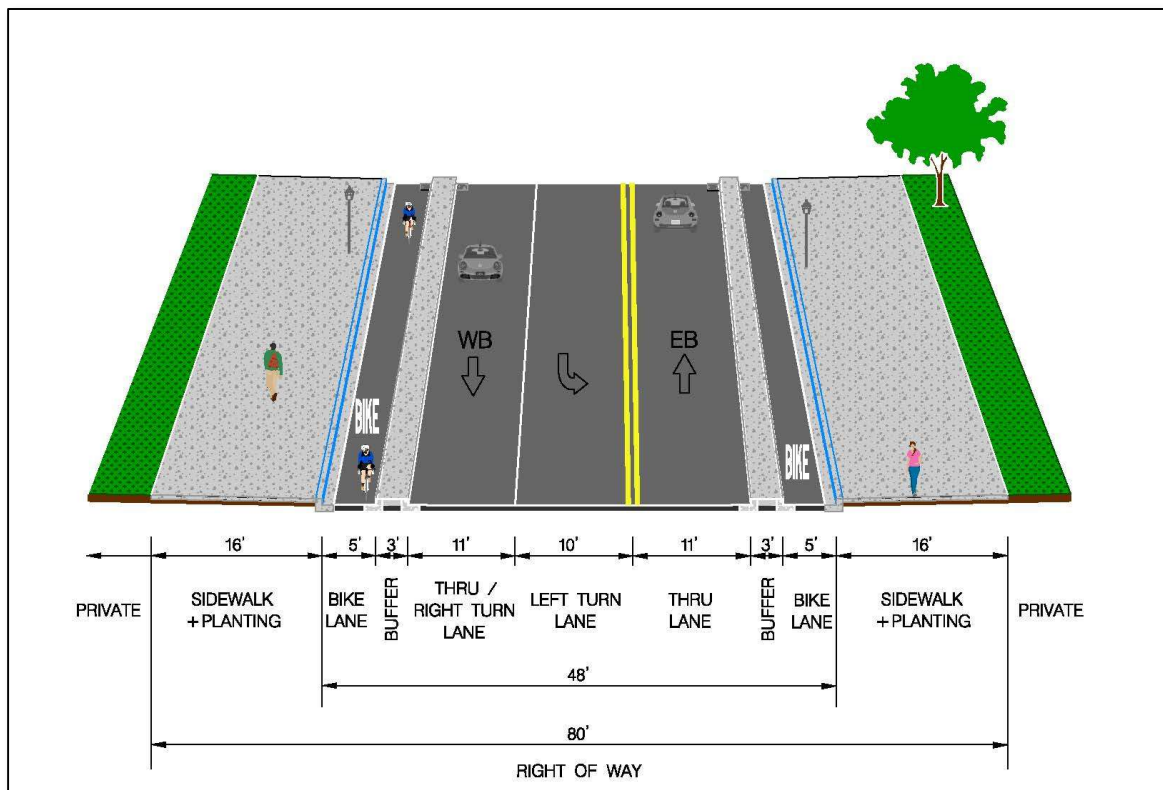 WB
EB
BIKE
BIKE
16'
5'
3'
11'
10'
11'
3'
5'
16'
PRIVATE
SIDEWALK
+PLANTING
BIKE
LANE
BUFFER
THRU /
RIGHT TURN
LANE
LEFT TURN
LANE
THRU
LANE
BUFFER
BIKE
LANE
SIDEWALK
+PLANTING
PRIVATE
48'
80'
RIGHT OF WAY